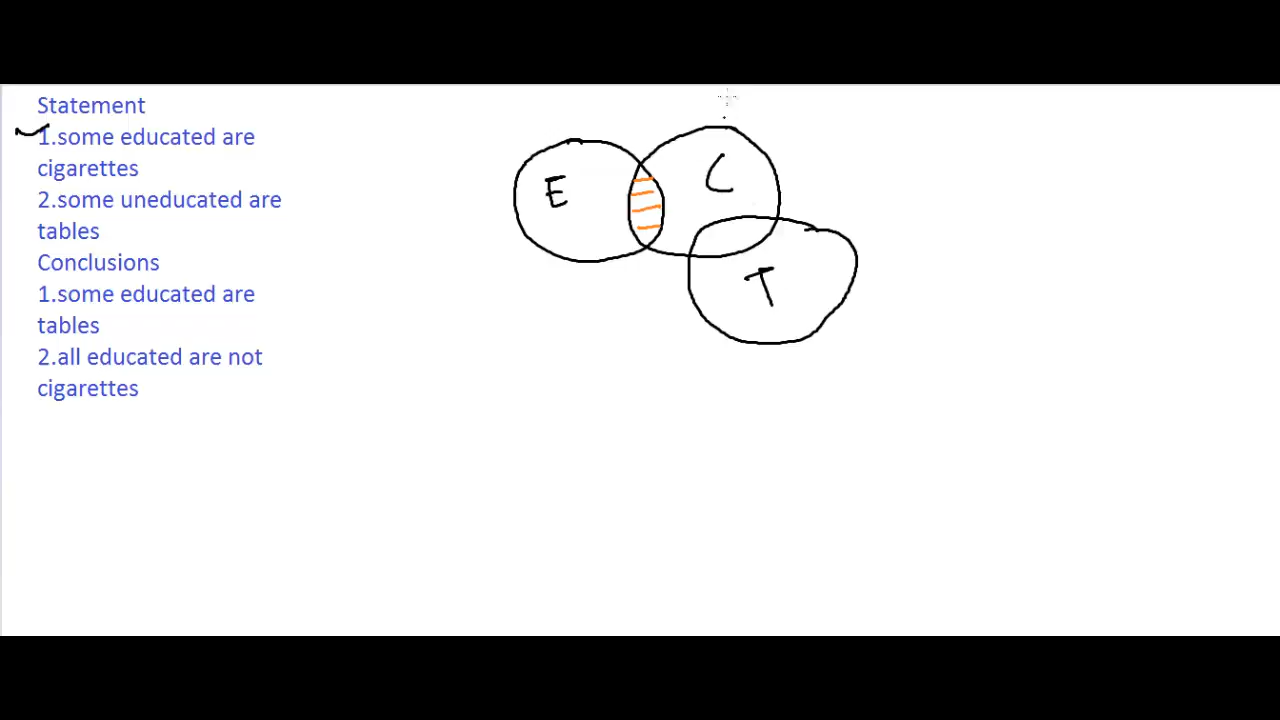 Statement
1.some educated are
cigarettes
2.some uneducated are
tables
Conclusions
1.some educated are
tables
2.all educated are not
cigarettes
E
C
T